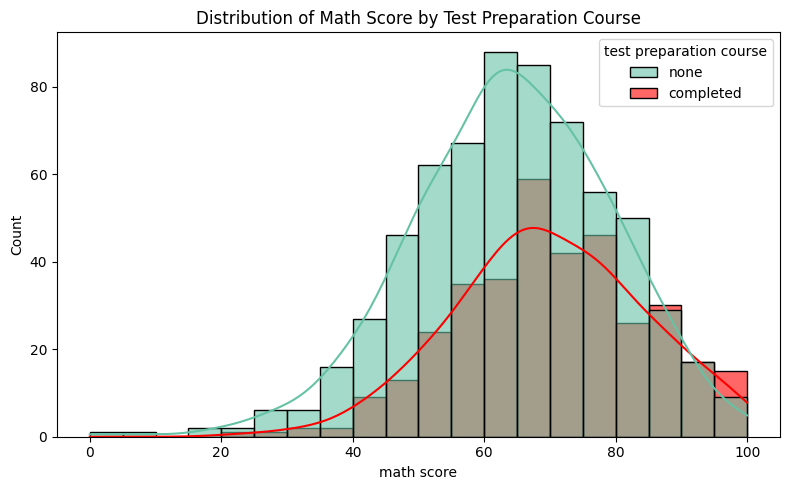 Distribution of Math Score by Test Preparation Course
test preparation course
none
completed
Count
80
60
40
20
0
0 20 40 60 80 100
math score